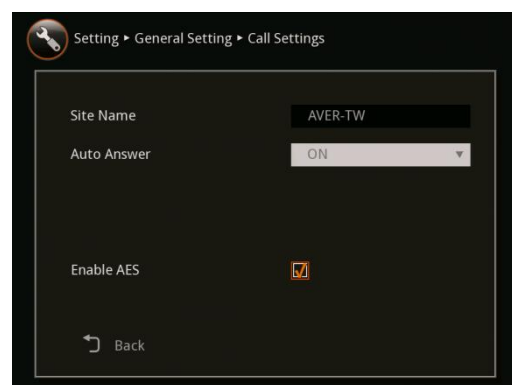 Setting ▸ General Setting ▸ Call Settings
Site Name AVER-TW
Auto Answer ON
Enable AES
Back